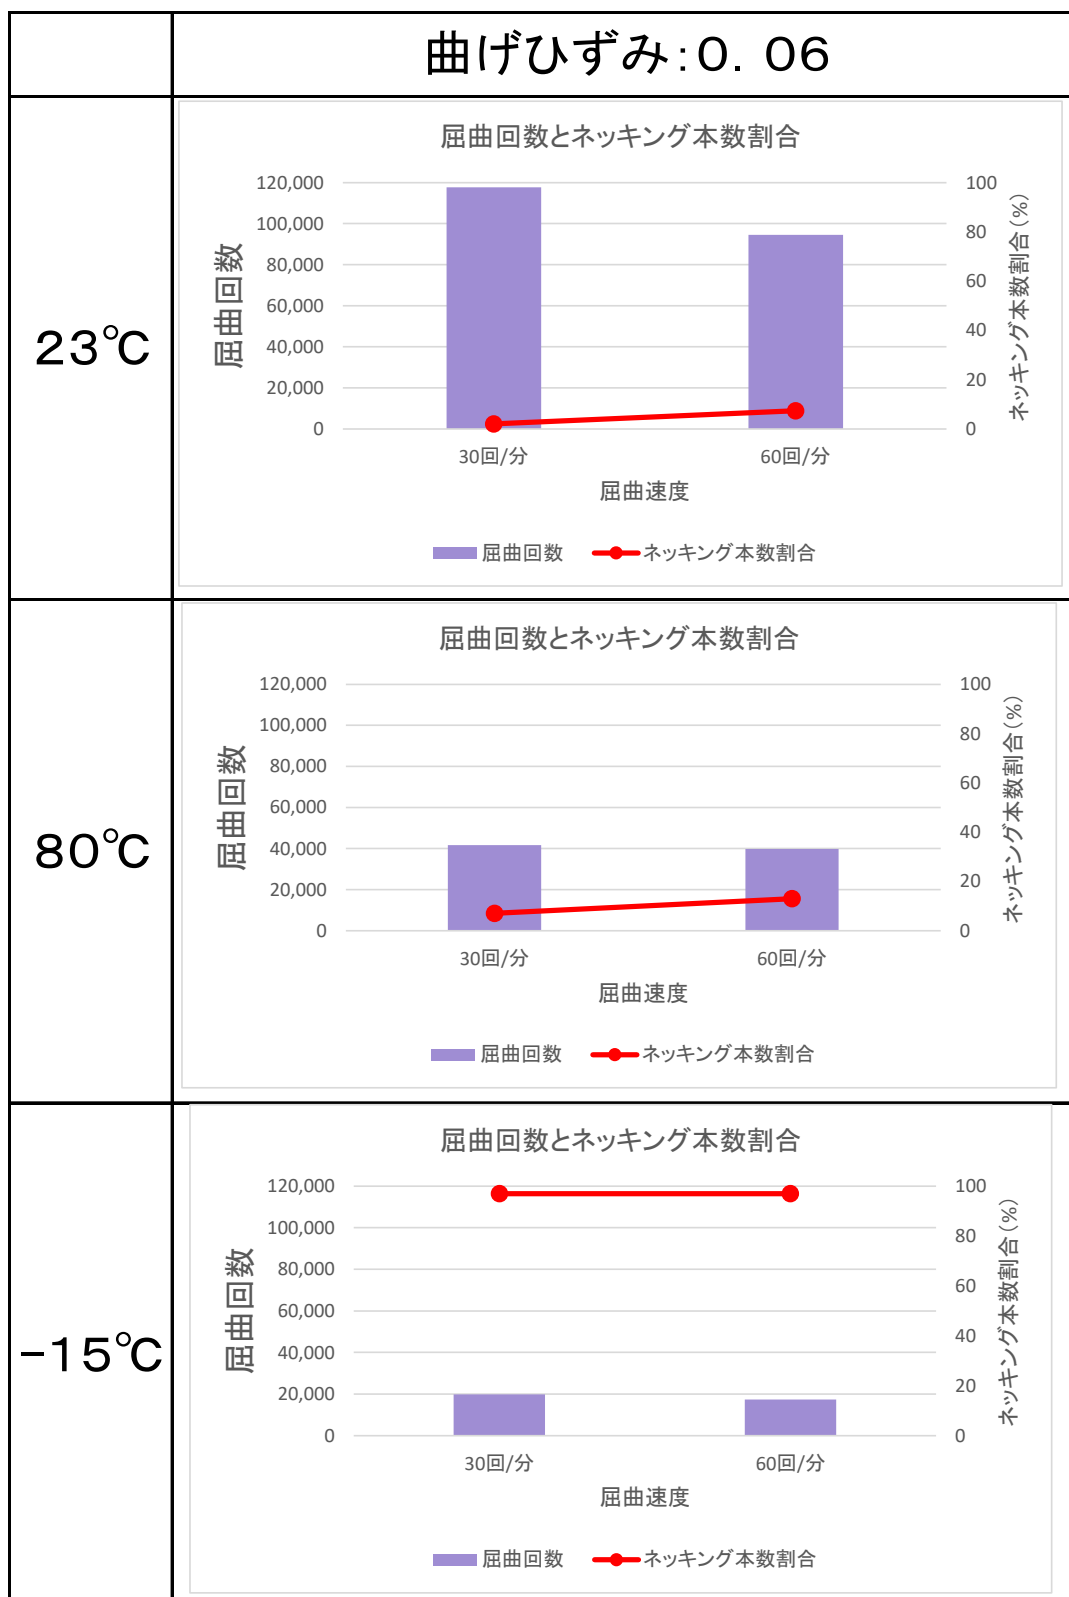 曲げひずみ:0. 06
23℃
屈曲回数とネッキング本数割合
120,000
100,000
80,000
60,000
40,000
20,000
0
屈曲回数
100
80
60
40
20
0
ネッキング本数割合(%)
30回/分
60回/分
屈曲速度
屈曲回数
ネッキング本数割合
80℃
屈曲回数とネッキング本数割合
120,000
100,000
80,000
60,000
40,000
20,000
0
屈曲回数
100
80
60
40
20
0
ネッキング本数割合(%)
30回/分
60回/分
屈曲速度
屈曲回数
ネッキング本数割合
-15℃
屈曲回数とネッキング本数割合
120,000
100,000
80,000
60,000
40,000
20,000
0
屈曲回数
100
80
60
40
20
0
ネッキング本数割合(%)
30回/分
60回/分
屈曲速度
屈曲回数
ネッキング本数割合